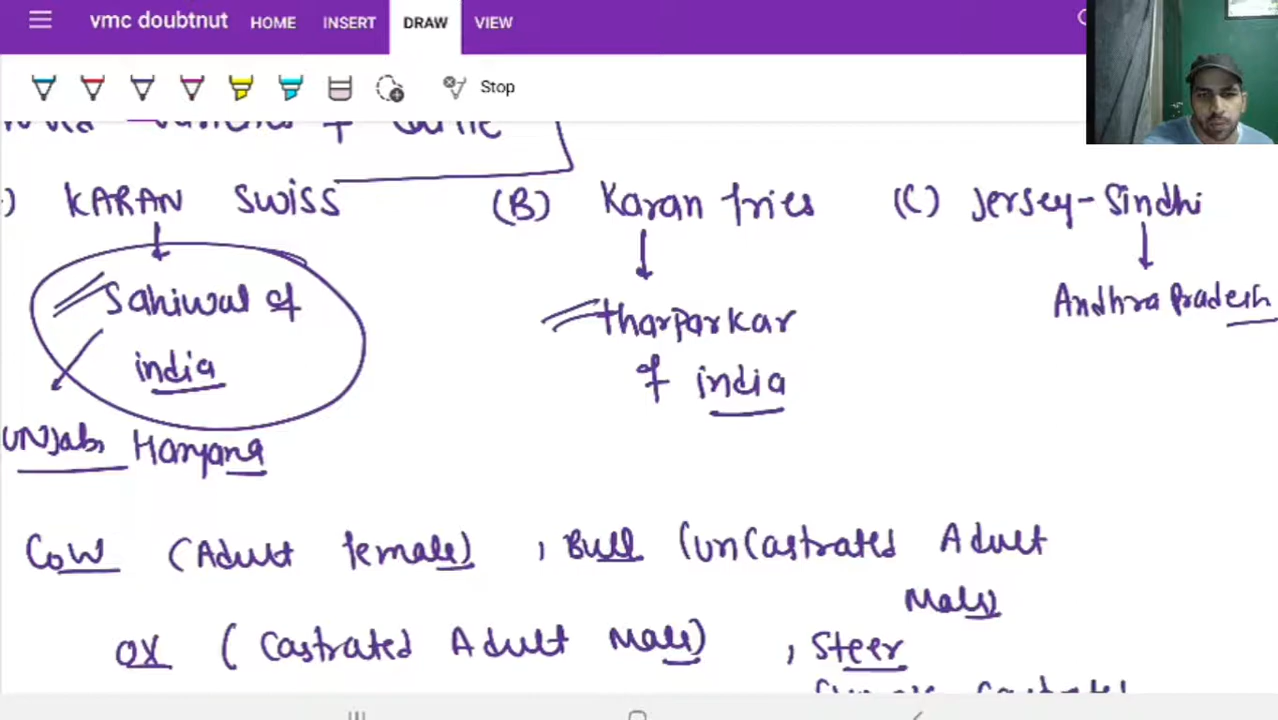 vmc doubtnut HOME INSERT DRAW VIEW
Stop
KARAN SWISS (B) Karan fries (C) Jersey-Sindhi
Sahiwal of Tharparkar Andhra Pradesh
india of india
Haryana
Cow (Adult female) , Bull (uncastrated Adult
Male)
OX (Castrated Adult Male) , Steer